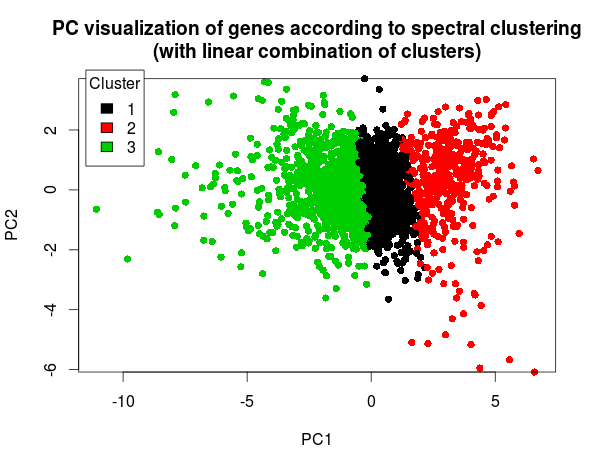 PC visualization of genes according to spectral clustering
(with linear combination of clusters)
Cluster
1
2
3
2
0
-2
-4
-6
PC2
-10
-5
0
5
PC1